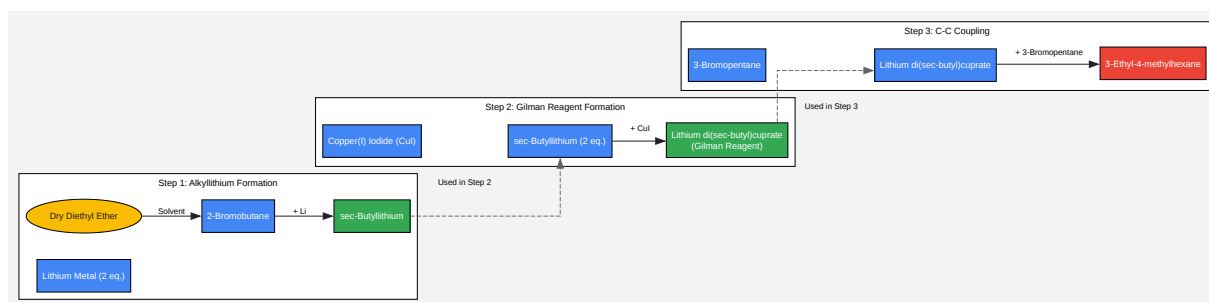 Step 3: C-C Coupling
3-Bromopentane
Lithium di(sec-butyl)cuprate
+ 3-Bromopentane
3-Ethyl-4-methylhexane
Used in Step 3
Step 2: Gilman Reagent Formation
Copper(I) Iodide (CuI)
sec-Butyllithium (2 eq.)
+ CuI
Lithium di(sec-butyl)cuprate
(Gilman Reagent)
Used in Step 2
Step 1: Alkyllithium Formation
Dry Diethyl Ether
Solvent
2-Bromobutane
+ Li
sec-Butyllithium
Lithium Metal (2 eq.)